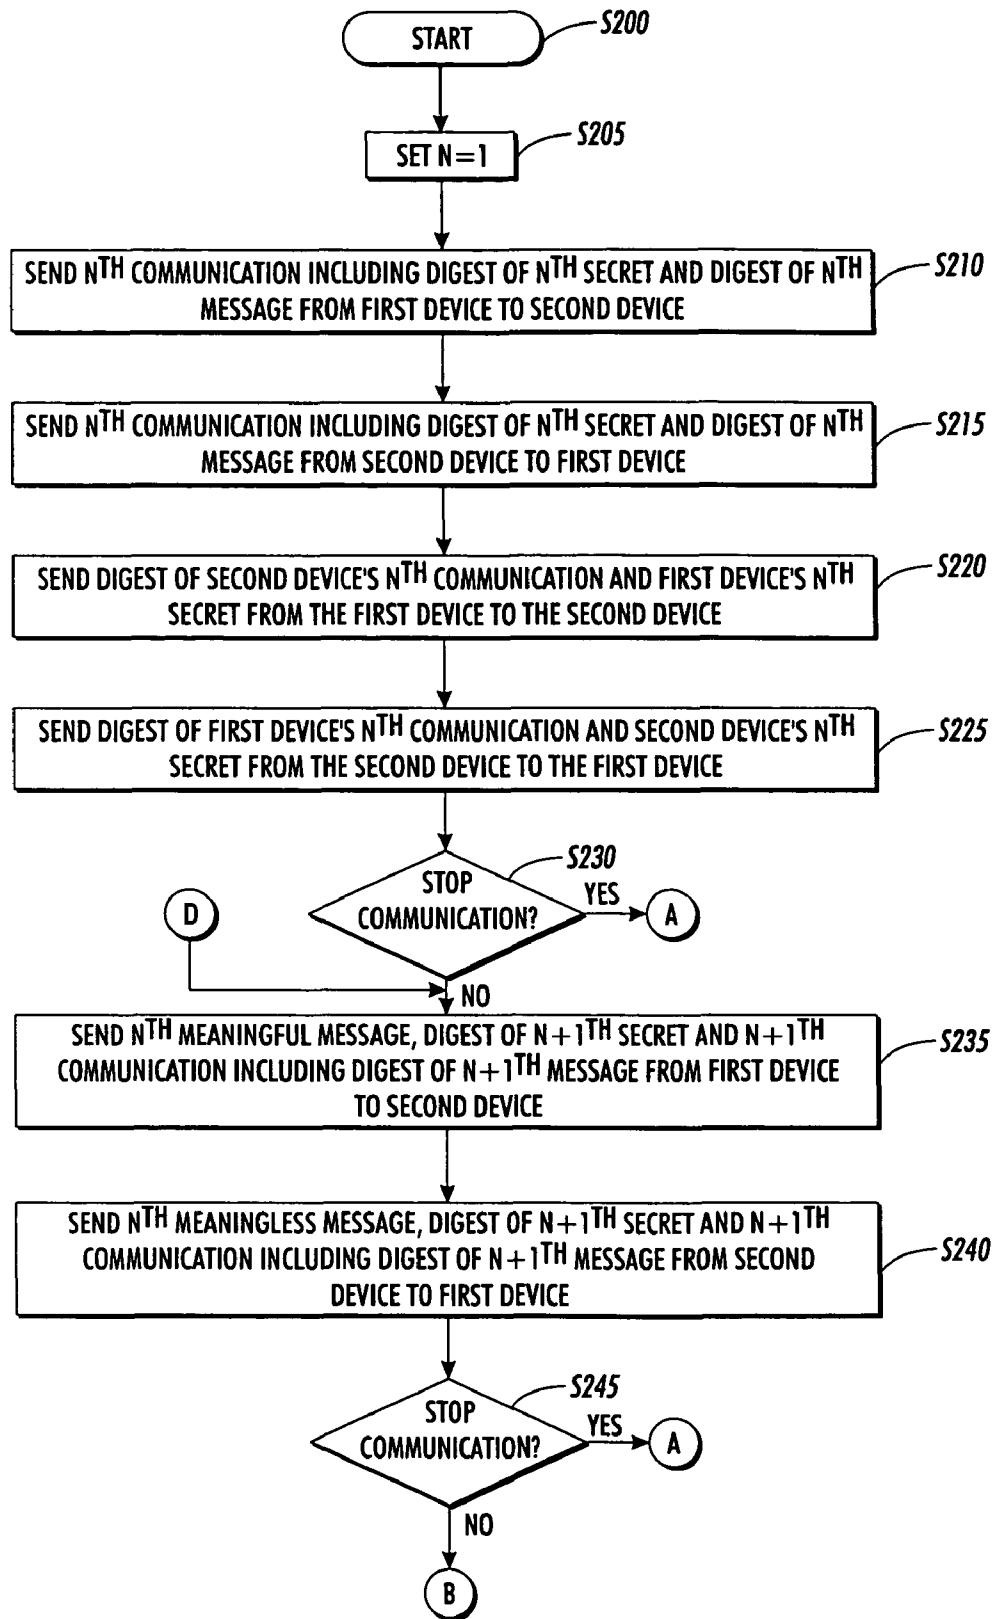 START
S200
SET N=1
S205
SEND NTH COMMUNICATION INCLUDING DIGEST OF NTH SECRET AND DIGEST OF NTH
MESSAGE FROM FIRST DEVICE TO SECOND DEVICE
S210
SEND NTH COMMUNICATION INCLUDING DIGEST OF NTH SECRET AND DIGEST OF NTH
MESSAGE FROM SECOND DEVICE TO FIRST DEVICE
S215
SEND DIGEST OF SECOND DEVICE'S NTH COMMUNICATION AND FIRST DEVICE'S NTH
SECRET FROM THE FIRST DEVICE TO THE SECOND DEVICE
S220
SEND DIGEST OF FIRST DEVICE'S NTH COMMUNICATION AND SECOND DEVICE'S NTH
SECRET FROM THE SECOND DEVICE TO THE FIRST DEVICE
S225
STOP
COMMUNICATION?
S230
YES
A
D
NO
SEND NTH MEANINGFUL MESSAGE, DIGEST OF N+1TH SECRET AND N+1TH
COMMUNICATION INCLUDING DIGEST OF N+1TH MESSAGE FROM FIRST DEVICE
TO SECOND DEVICE
S235
SEND NTH MEANINGLESS MESSAGE, DIGEST OF N+1TH SECRET AND N+1TH
COMMUNICATION INCLUDING DIGEST OF N+1TH MESSAGE FROM SECOND
DEVICE TO FIRST DEVICE
S240
STOP
COMMUNICATION?
S245
YES
A
NO
B